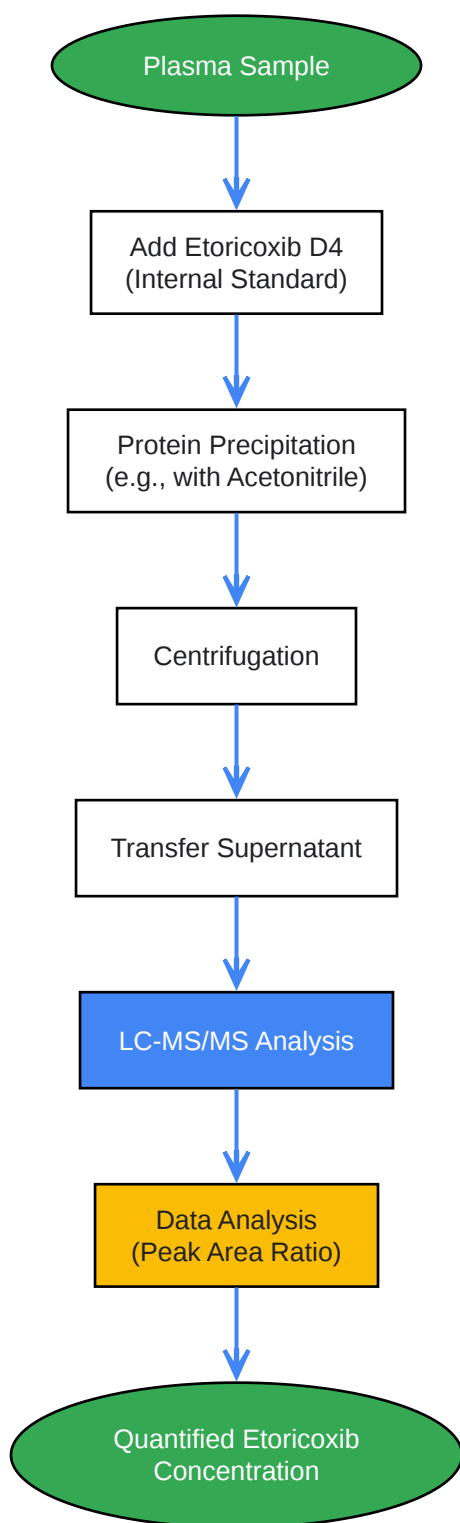 Plasma Sample
Add Etoricoxib D4
(Internal Standard)
Protein Precipitation
(e.g., with Acetonitrile)
Centrifugation
Transfer Supernatant
LC-MS/MS Analysis
Data Analysis
(Peak Area Ratio)
Quantified Etoricoxib
Concentration